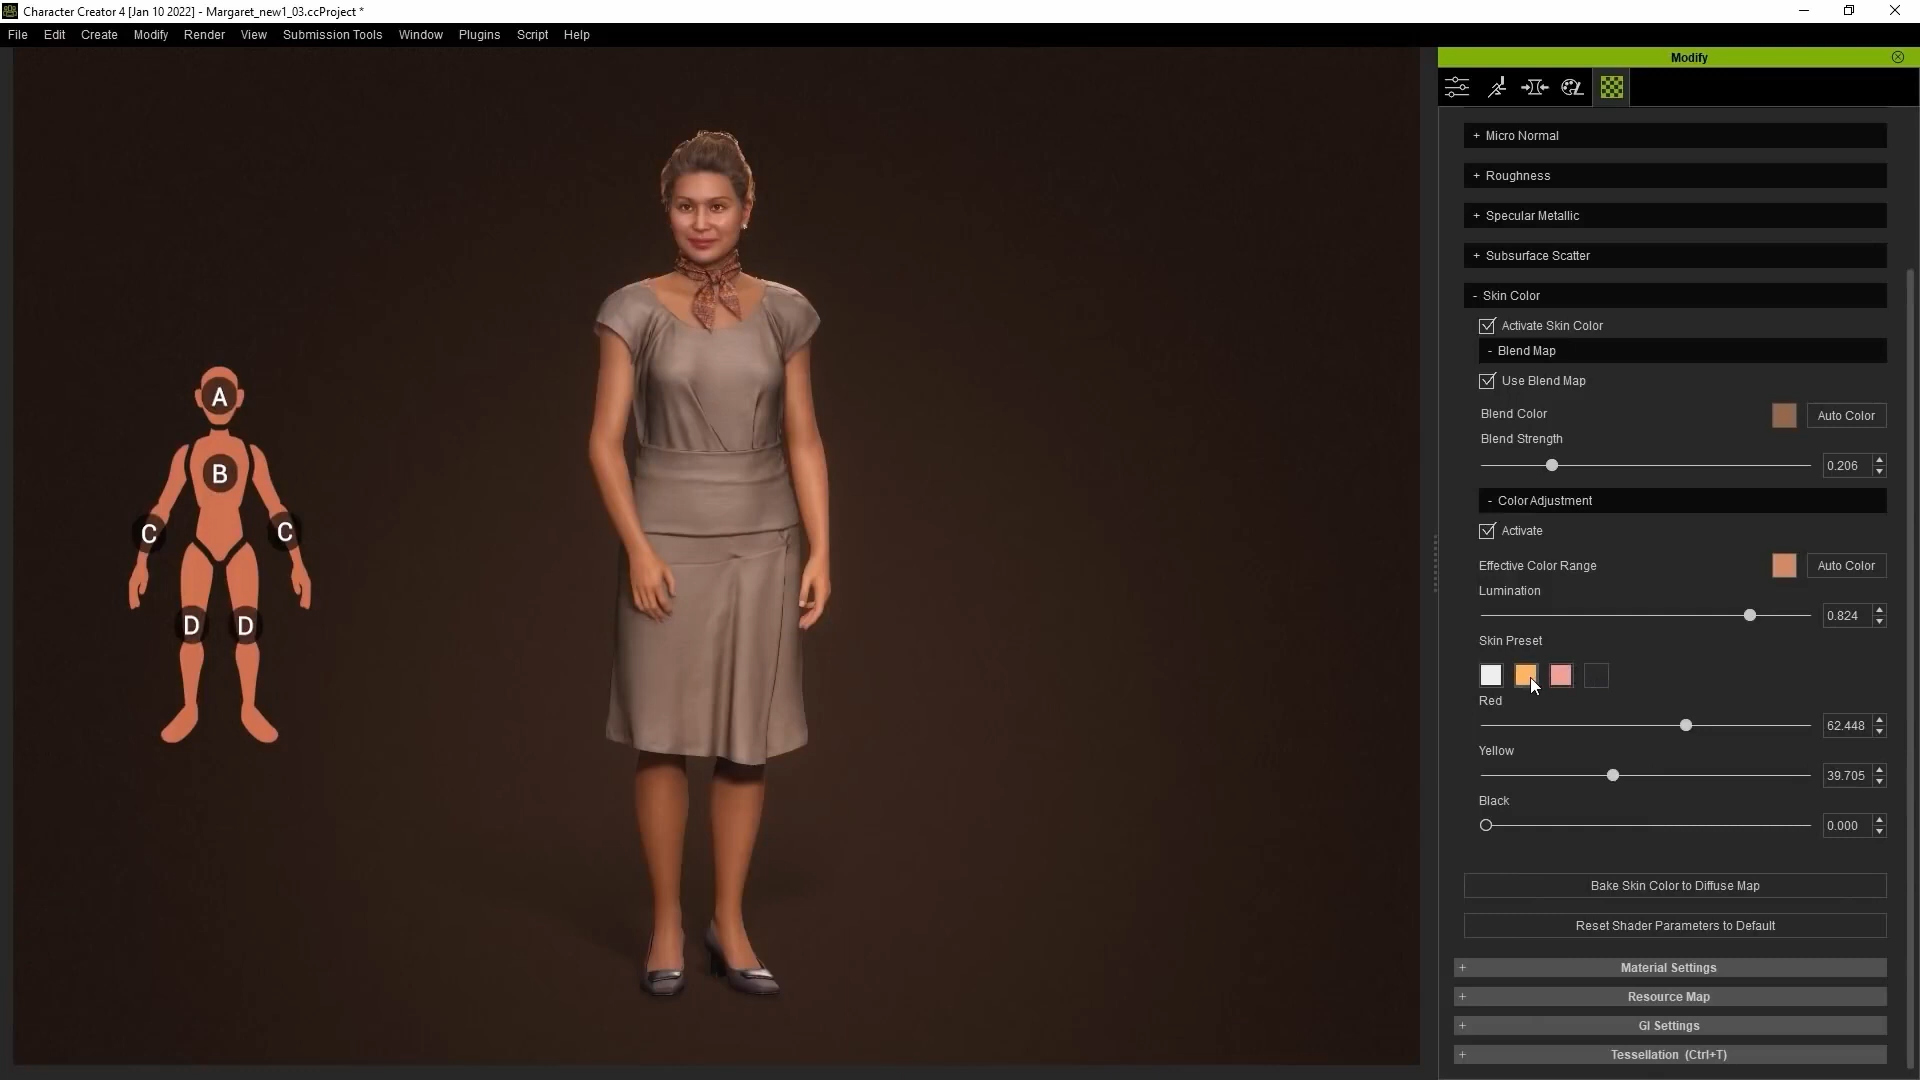 Character Creator 4 [Jan 10 2022] - Margaret_new1_03.ccProject *
File Edit Create Modify Render View Submission Tools Window Plugins Script Help
Modify
+ Micro Normal
+ Roughness
+ Specular Metallic
+ Subsurface Scatter
- Skin Color
Activate Skin Color
- Blend Map
Use Blend Map
Blend Color Auto Color
Blend Strength
0.206
- Color Adjustment
Activate
Effective Color Range Auto Color
Lumination
0.824
Skin Preset
Red
62.448
Yellow
39.705
Black
0.000
Bake Skin Color to Diffuse Map
Reset Shader Parameters to Default
+ Material Settings
+ Resource Map
+ GI Settings
+ Tessellation (Ctrl+T)
A
B
C C
D D